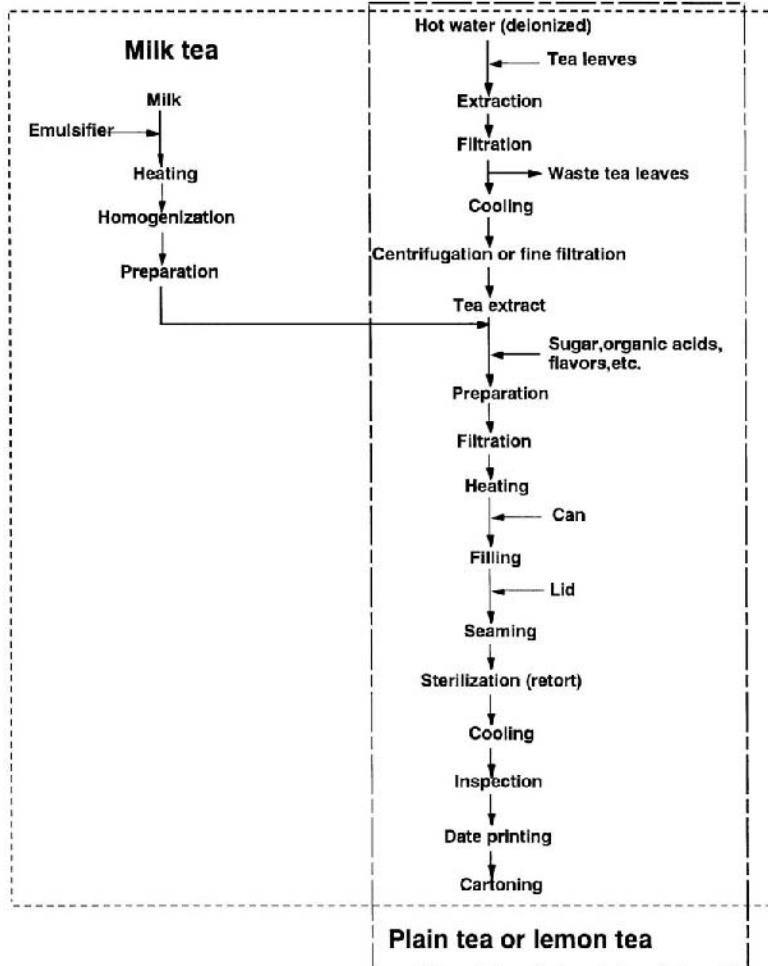 Milk tea
Milk
Emulsifier
Heating
Homogenization
Preparation
Hot water (deionized)
Tea leaves
Extraction
Filtration
Waste tea leaves
Cooling
Centrifugation or fine filtration
Tea extract
Sugar,organic acids,
flavors,etc.
Preparation
Filtration
Heating
Can
Filling
Lid
Seaming
Sterilization (retort)
Cooling
Inspection
Date printing
Cartoning
Plain tea or lemon tea